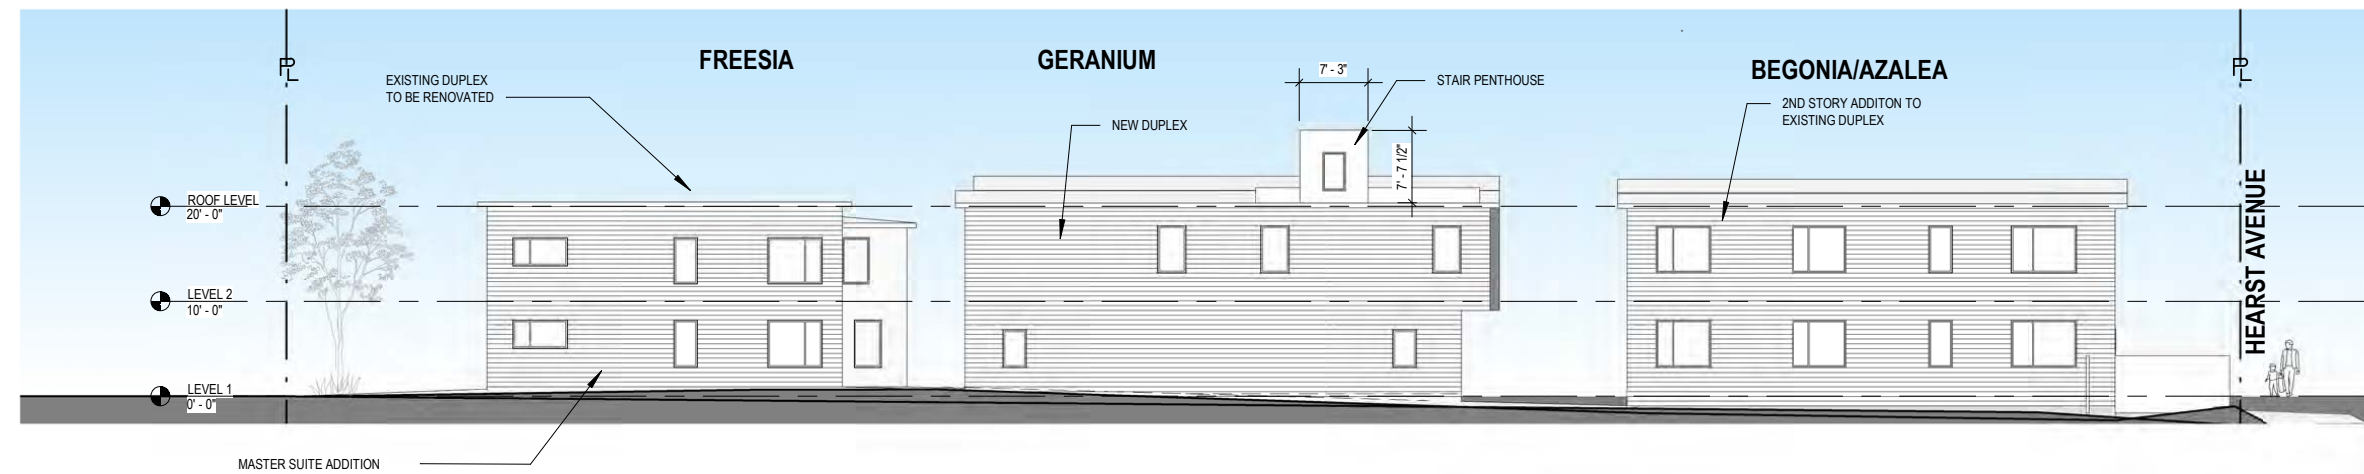 FREESIA
GERANIUM
BEGONIA/AZALEA
PL
PL
EXISTING DUPLEX
TO BE RENOVATED
7' - 3"
STAIR PENTHOUSE
NEW DUPLEX
2ND STORY ADDITON TO
EXISTING DUPLEX
7' - 7 1/2"
ROOF LEVEL
20' - 0"
LEVEL 2
10' - 0"
LEVEL 1
0' - 0"
HEARST AVENUE
MASTER SUITE ADDITION